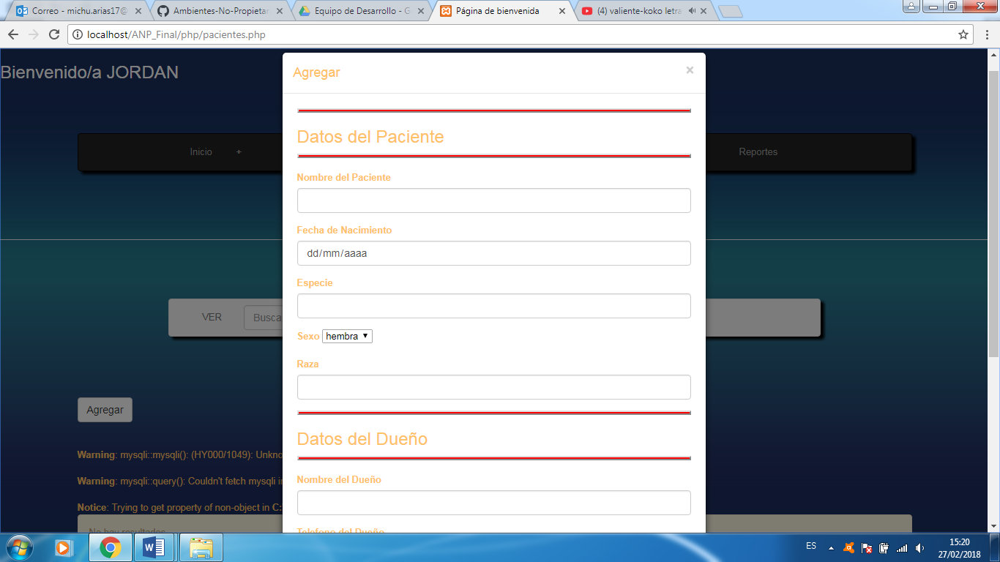 Correo - michu.arias17@
Ambientes-No-Propietar
Equipo de Desarrollo - G
Página de bienvenida
(4) valiente-koko letra
localhost/ANP_Final/php/pacientes.php
Bienvenido/a JORDAN
Agregar ×
Inicio + Reportes
Datos del Paciente
Nombre del Paciente
Fecha de Nacimiento
dd/mm/aaaa
Especie
VER Busca
Sexo hembra
Raza
Agregar
Datos del Dueño
Warning: mysqli::mysqli(): (HY000/1049): Unkno
Warning: mysqli::query(): Couldn't fetch mysqli in
Nombre del Dueño
Notice: Trying to get property of non-object in C:
No hay resultados
Telefono del Dueño
ES
15:20
27/02/2018